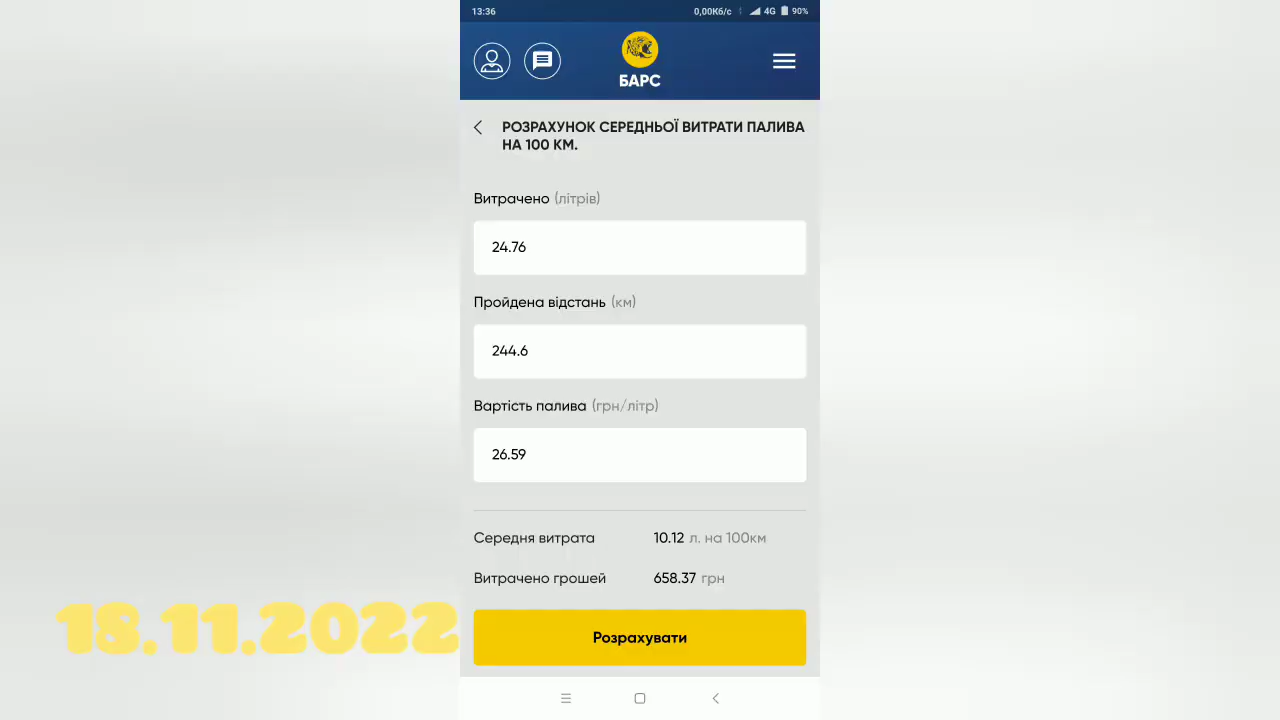 13:36
0,00Кб/с 4G 90%
БАРС
РОЗРАХУНОК СЕРЕДНЬОЇ ВИТРАТИ ПАЛИВА
НА 100 КМ.
Витрачено (літрів)
24.76
Пройдена відстань (км)
244.6
Вартість палива (грн/літр)
26.59
Середня витрата 10.12 л. на 100км
Витрачено грошей 658.37 грн
18.11.2022
Розрахувати